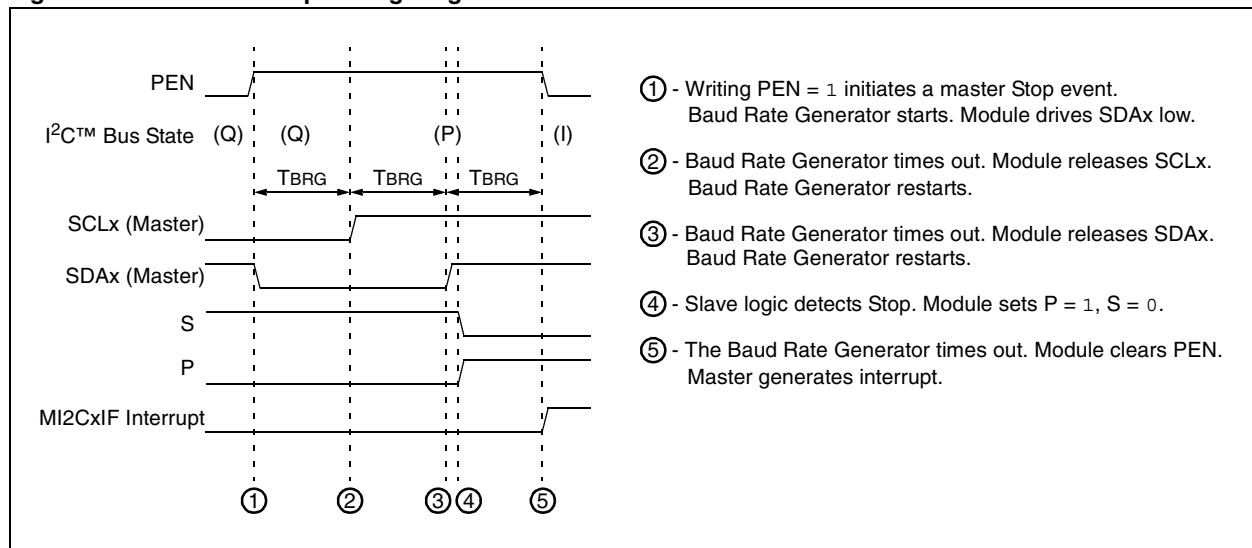 PEN
I²C™ Bus State (Q) (Q) (P) (I)
TBRG TBRG TBRG
SCLx (Master)
SDAx (Master)
S
P
MI2CxIF Interrupt
1 2 3 4 5
1 - Writing PEN = 1 initiates a master Stop event.
Baud Rate Generator starts. Module drives SDAx low.
2 - Baud Rate Generator times out. Module releases SCLx.
Baud Rate Generator restarts.
3 - Baud Rate Generator times out. Module releases SDAx.
Baud Rate Generator restarts.
4 - Slave logic detects Stop. Module sets P = 1, S = 0.
5 - The Baud Rate Generator times out. Module clears PEN.
Master generates interrupt.